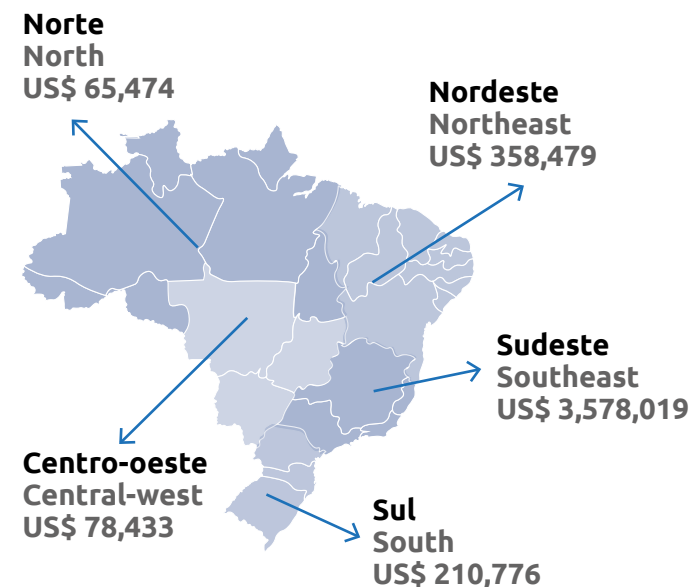 Norte
North
US$ 65,474
Nordeste
Northeast
US$ 358,479
Sudeste
Southeast
US$ 3,578,019
Centro-oeste
Central-west
US$ 78,433
Sul
South
US$ 210,776